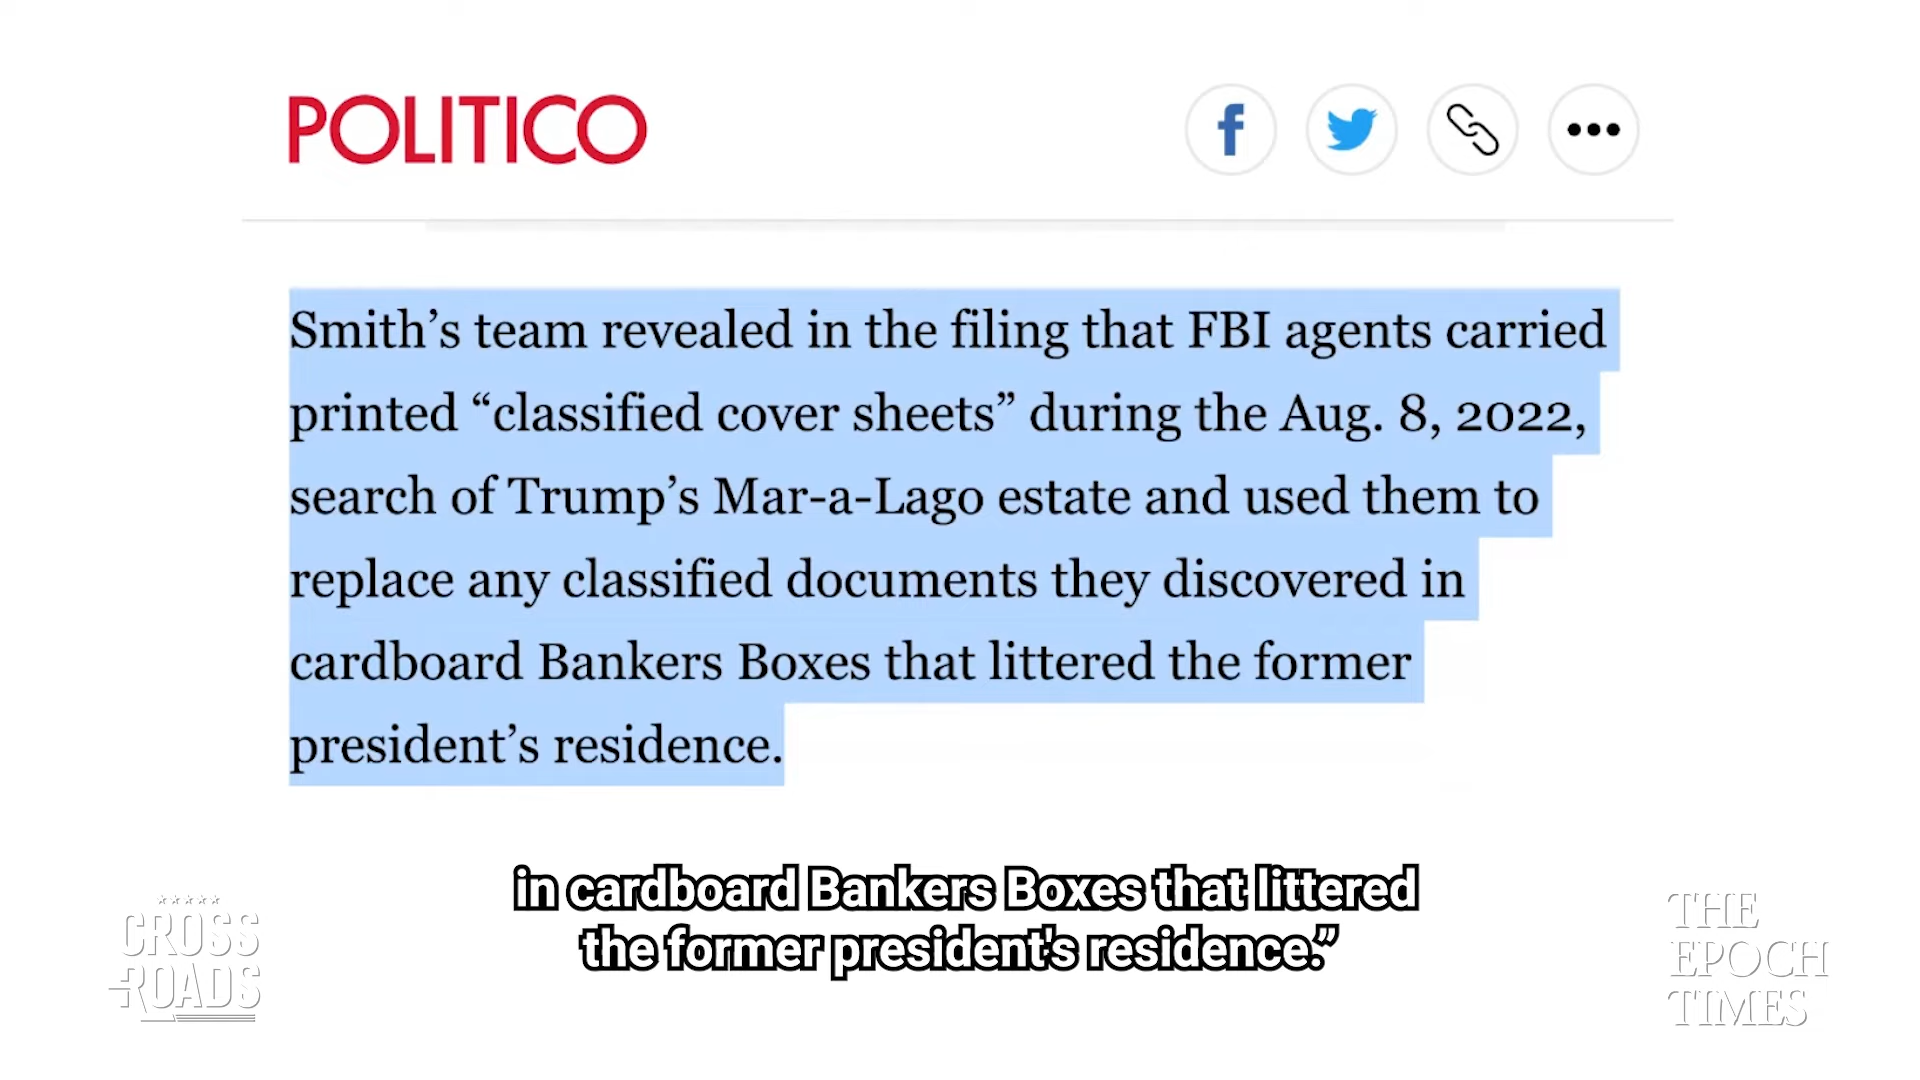 POLITICO
Smith’s team revealed in the filing that FBI agents carried
printed “classified cover sheets” during the Aug. 8, 2022,
search of Trump’s Mar-a-Lago estate and used them to
replace any classified documents they discovered in
cardboard Bankers Boxes that littered the former
president’s residence.
in cardboard Bankers Boxes that littered
the former president's residence.”
CROSS
ROADS
THE
EPOCH
TIMES